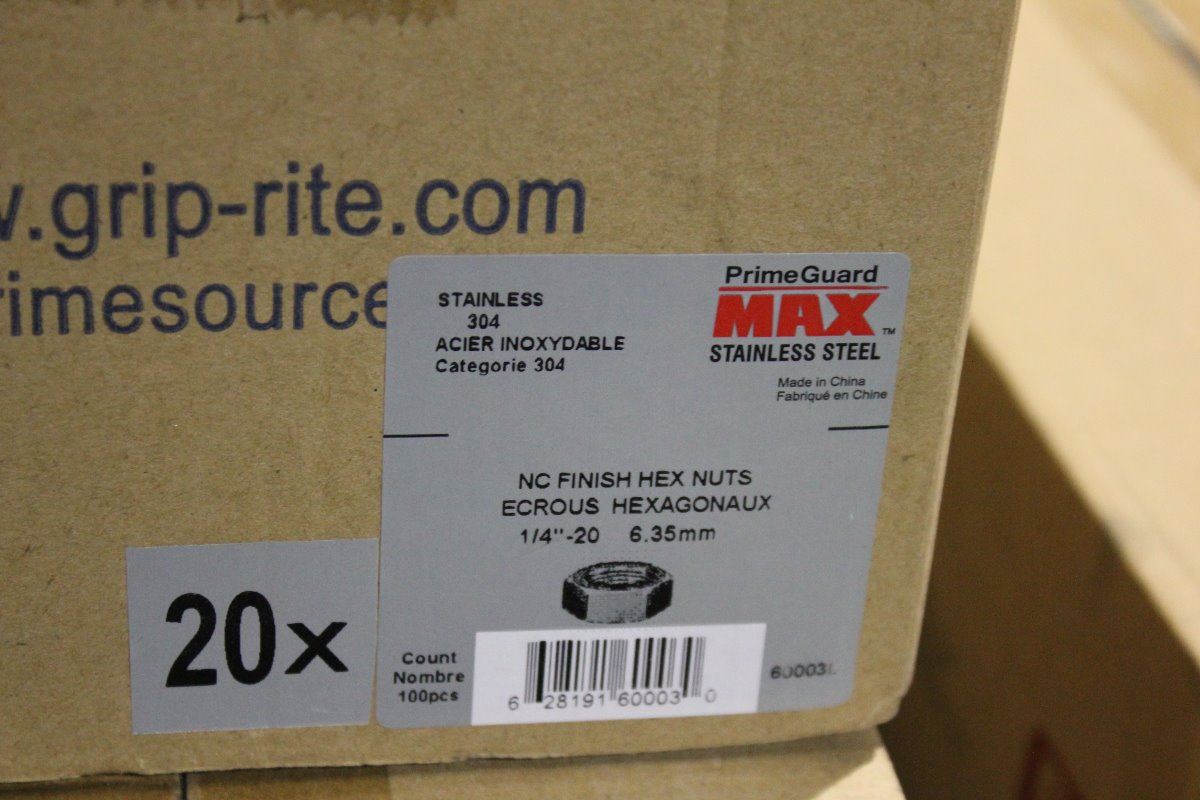 .grip-rite.com
rimesource
STAINLESS
304
ACIER INOXYDABLE
Categorie 304
PrimeGuard
MAX™
STAINLESS STEEL
Made in China
Fabriqué en Chine
NC FINISH HEX NUTS
ECROUS HEXAGONAUX
1/4"-20 6.35mm
20x
Count
Nombre
100pcs
6 28191 60003 0